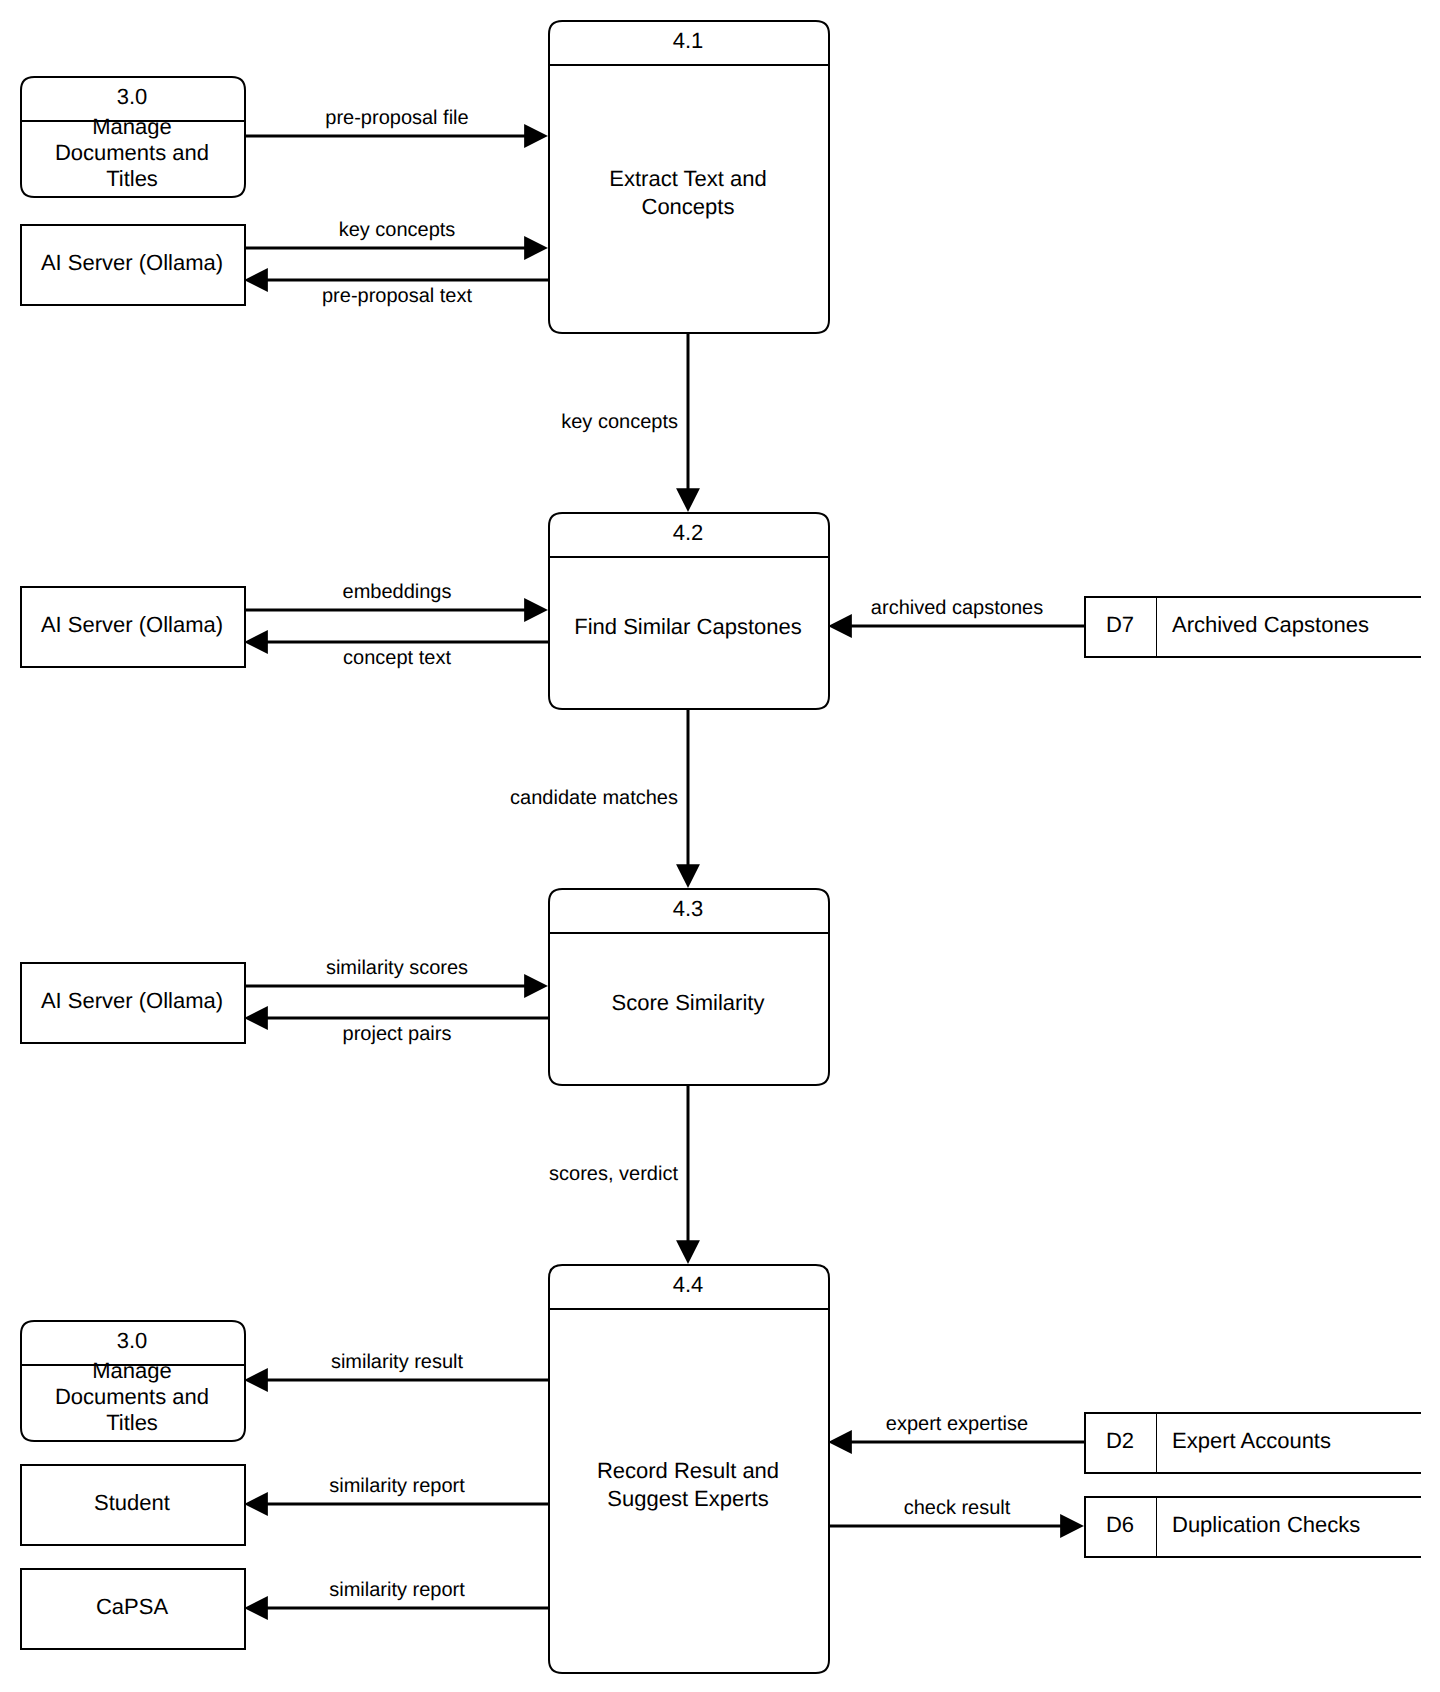 4.1
3.0
Manage
Documents and
Titles
pre-proposal file
Extract Text and
Concepts
AI Server (Ollama)
key concepts
pre-proposal text
key concepts
4.2
AI Server (Ollama)
embeddings
concept text
Find Similar Capstones
archived capstones
D7
Archived Capstones
candidate matches
4.3
AI Server (Ollama)
similarity scores
project pairs
Score Similarity
scores, verdict
4.4
3.0
Manage
Documents and
Titles
similarity result
Record Result and
Suggest Experts
expert expertise
D2
Expert Accounts
Student
similarity report
check result
D6
Duplication Checks
CaPSA
similarity report